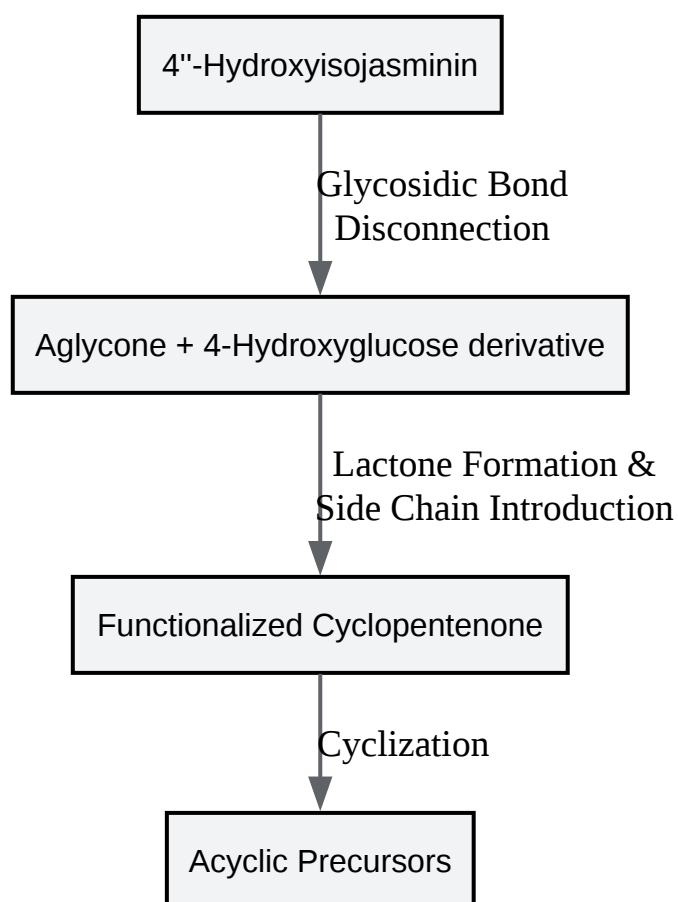 4"-Hydroxyisojasminin
Glycosidic Bond
Disconnection
Aglycone + 4-Hydroxyglucose derivative
Lactone Formation &
Side Chain Introduction
Functionalized Cyclopentenone
Cyclization
Acyclic Precursors